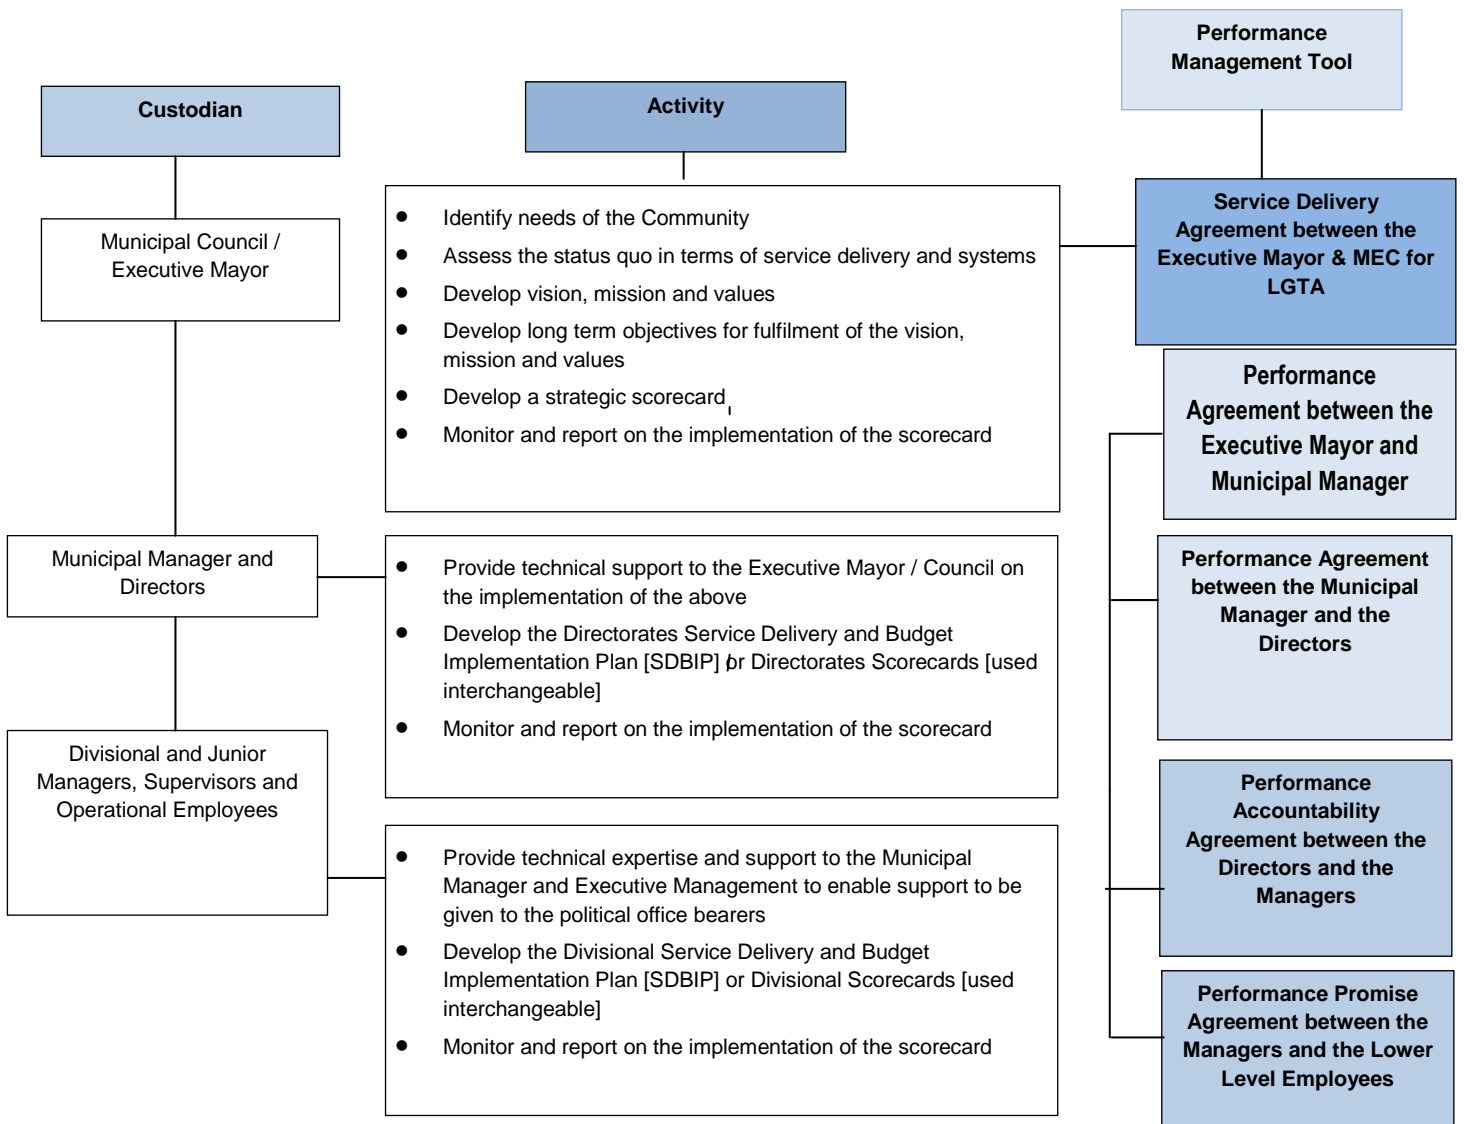 Custodian
Municipal Council /
Executive Mayor
Municipal Manager and
Directors
Divisional and Junior
Managers, Supervisors and
Operational Employees
Activity
● Identify needs of the Community
● Assess the status quo in terms of service delivery and systems
● Develop vision, mission and values
● Develop long term objectives for fulfilment of the vision,
mission and values
● Develop a strategic scorecard
● Monitor and report on the implementation of the scorecard
● Provide technical support to the Executive Mayor / Council on
the implementation of the above
● Develop the Directorates Service Delivery and Budget
Implementation Plan [SDBIP] or Directorates Scorecards [used
interchangeable]
● Monitor and report on the implementation of the scorecard
● Provide technical expertise and support to the Municipal
Manager and Executive Management to enable support to be
given to the political office bearers
● Develop the Divisional Service Delivery and Budget
Implementation Plan [SDBIP] or Divisional Scorecards [used
interchangeable]
● Monitor and report on the implementation of the scorecard
Performance
Management Tool
Service Delivery
Agreement between the
Executive Mayor & MEC for
LGTA
Performance
Agreement between the
Executive Mayor and
Municipal Manager
Performance Agreement
between the Municipal
Manager and the
Directors
Performance
Accountability
Agreement between the
Directors and the
Managers
Performance Promise
Agreement between the
Managers and the Lower
Level Employees